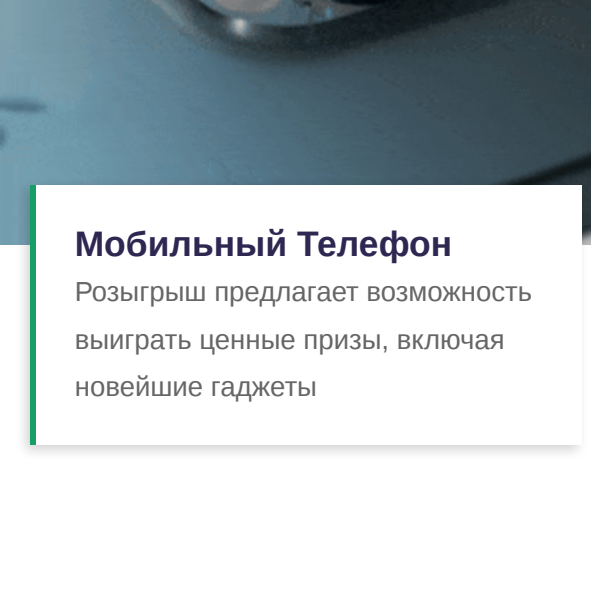 Мобильный Телефон
Розыгрыш предлагает возможность
выиграть ценные призы, включая
новейшие гаджеты